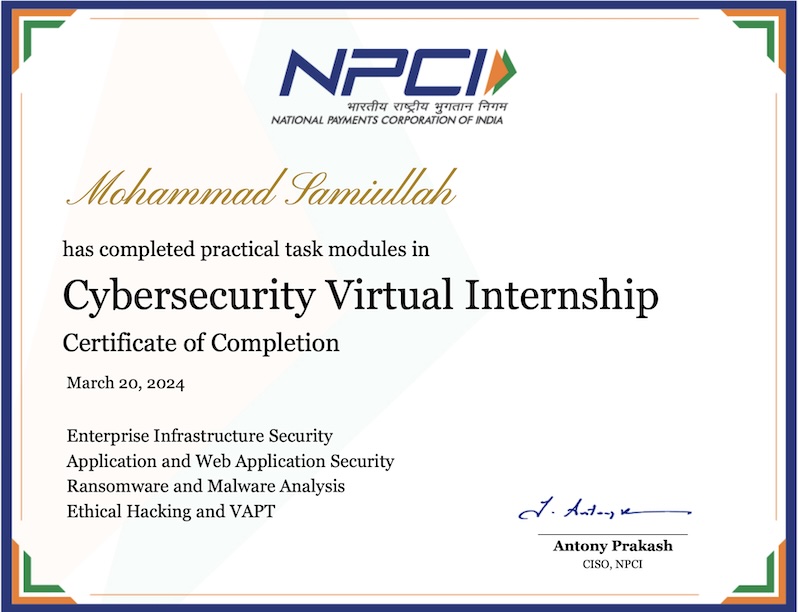 NPCI
भारतीय राष्ट्रीय भुगतान निगम
NATIONAL PAYMENTS CORPORATION OF INDIA
Mohammad Samiullah
has completed practical task modules in
Cybersecurity Virtual Internship
Certificate of Completion
March 20, 2024
Enterprise Infrastructure Security
Application and Web Application Security
Ransomware and Malware Analysis
Ethical Hacking and VAPT
Antony Prakash
CISO, NPCI